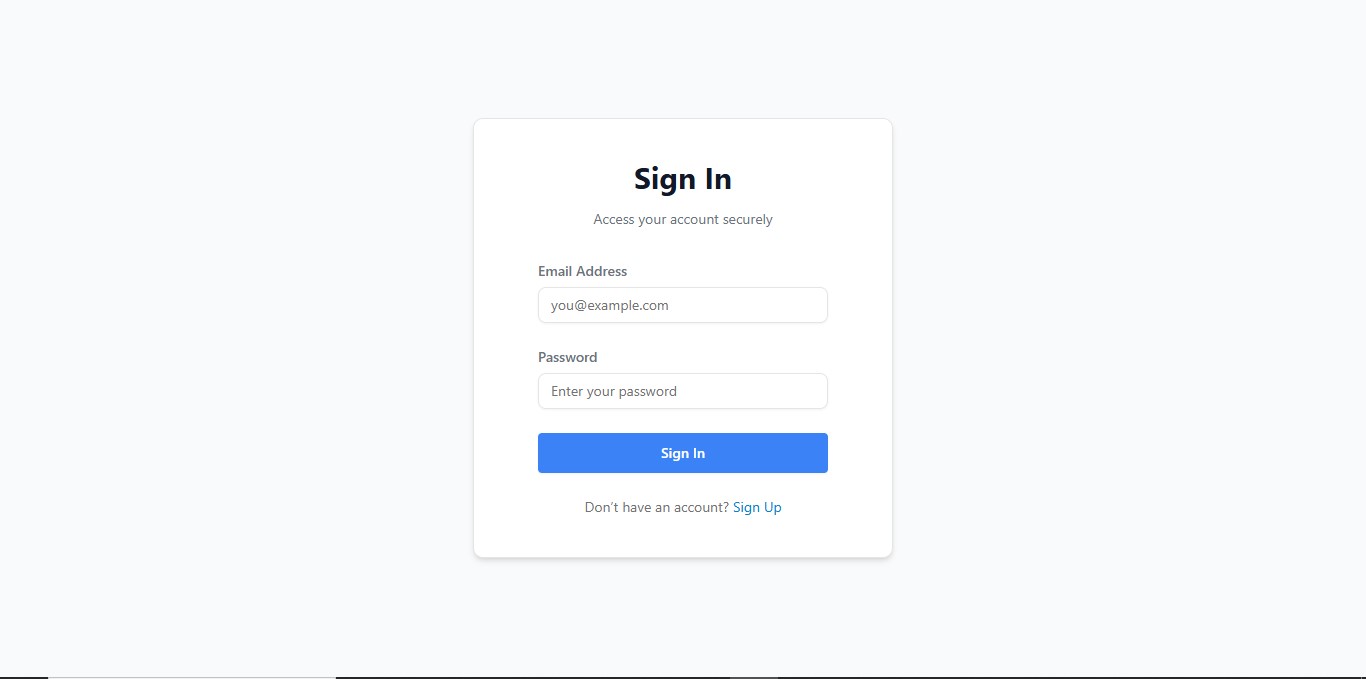 Sign In
Access your account securely
Email Address
you@example.com
Password
Enter your password
Sign In
Don’t have an account? Sign Up